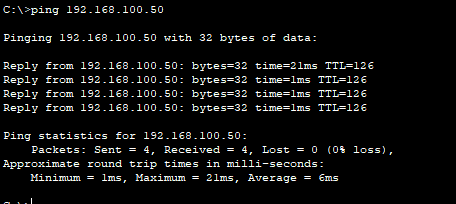 C:\>ping 192.168.100.50
Pinging 192.168.100.50 with 32 bytes of data:
Reply from 192.168.100.50: bytes=32 time=21ms TTL=126
Reply from 192.168.100.50: bytes=32 time=1ms TTL=126
Reply from 192.168.100.50: bytes=32 time=1ms TTL=126
Reply from 192.168.100.50: bytes=32 time=1ms TTL=126
Ping statistics for 192.168.100.50:
Packets: Sent = 4, Received = 4, Lost = 0 (0% loss),
Approximate round trip times in milli-seconds:
Minimum = 1ms, Maximum = 21ms, Average = 6ms